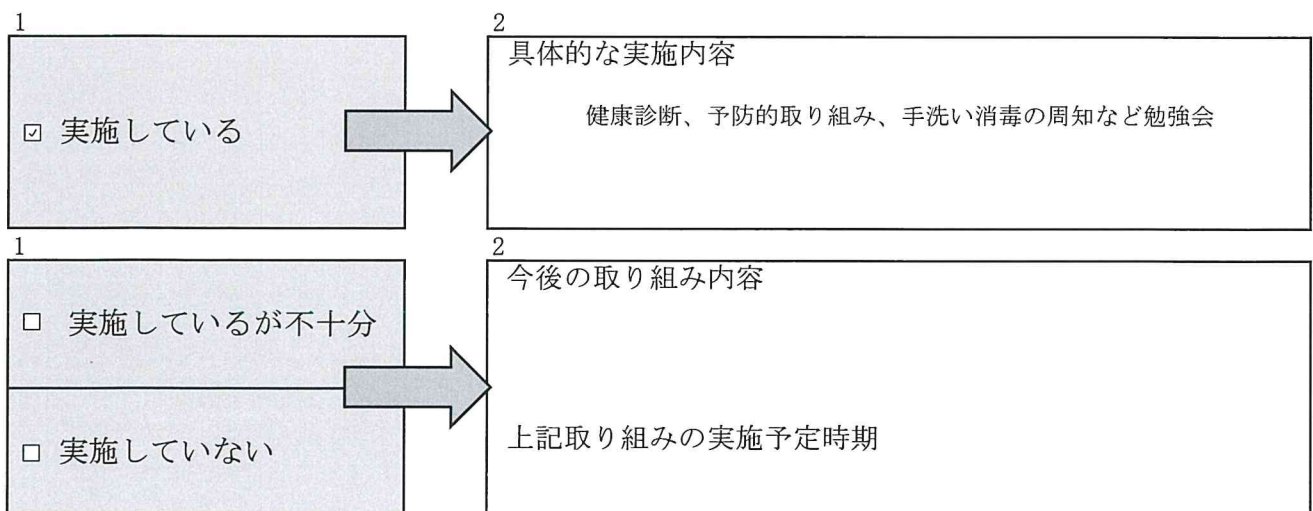 1
2
☑ 実施している
具体的な実施内容
健康診断、予防的取り組み、手洗い消毒の周知など勉強会
1
2
□ 実施しているが不十分
□ 実施していない
今後の取り組み内容
上記取り組みの実施予定時期